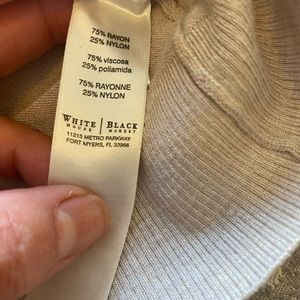 75% RAYON
25% NYLON
75% viscosa
25% poliamida
75% RAYONNE
25% NYLON
WHITE | BLACK
HOUSE | MARKET
11215 METRO PARKWAY
FORT MYERS, FL 33966